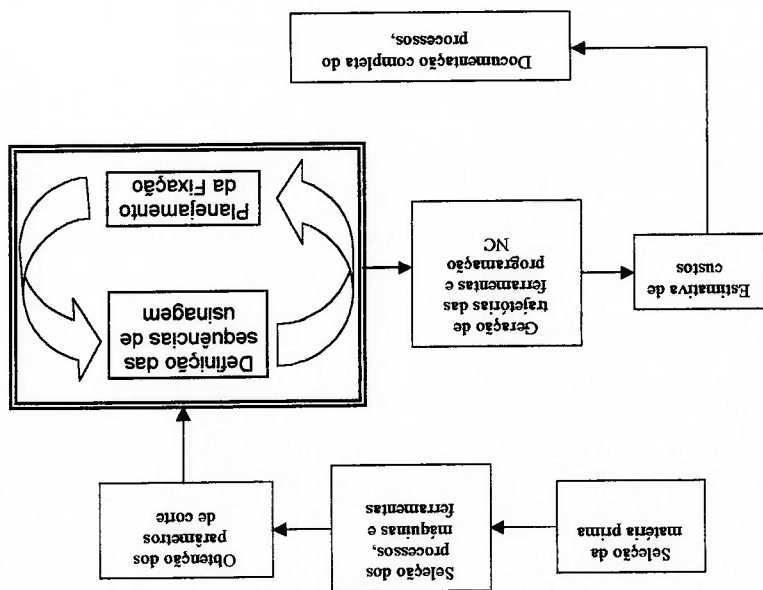 Seleção da
matéria prima
Seleção dos
processos,
máquinas e
ferramentas
Obtenção dos
parâmetros
de corte
Definição das
sequências de
usinagem
Planejamento
da Fixação
Geração de
trajetórias das
ferramentas e
programação
NC
Estimativa de
custos
Documentação completa do
processos,